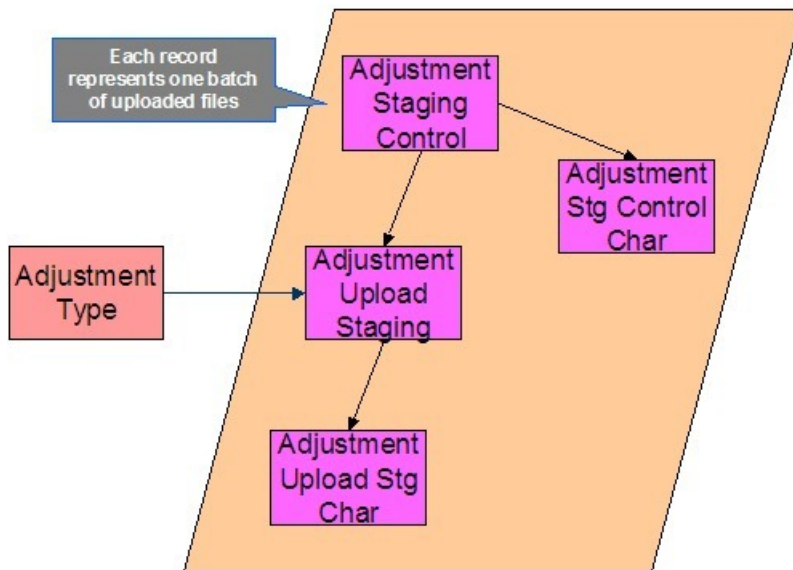 Each record
represents one batch
of uploaded files
Adjustment
Staging
Control
Adjustment
Stg Control
Char
Adjustment
Type
Adjustment
Upload
Staging
Adjustment
Upload Stg
Char